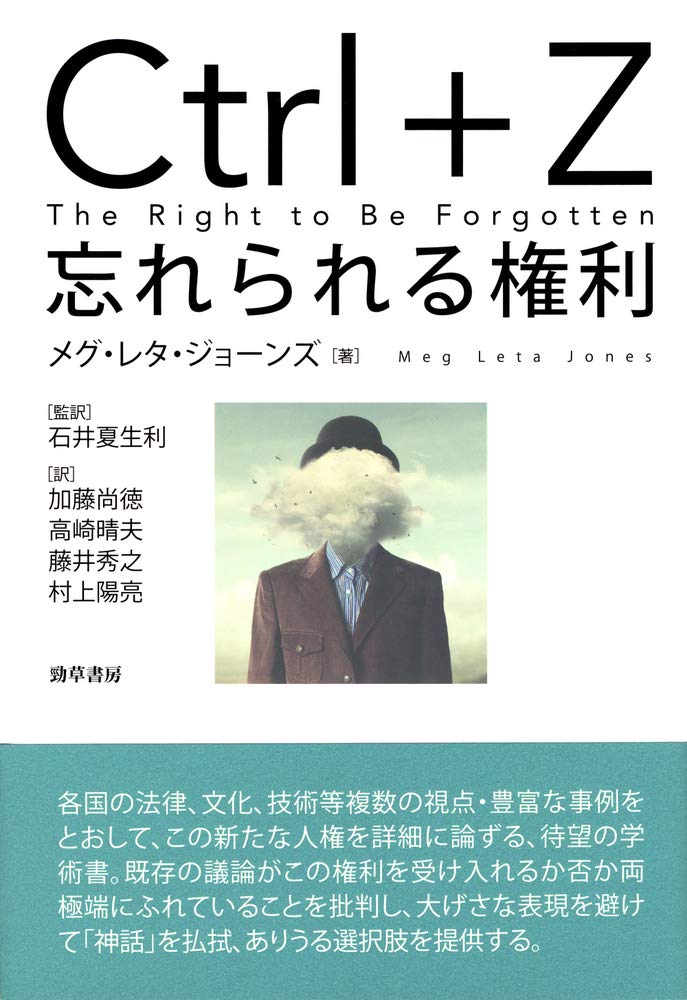 Ctrl+Z
The Right to Be Forgotten
忘れられる権利
メグ・レタ・ジョーンズ [著] Meg Leta Jones
[監訳]
石井夏生利
[訳]
加藤尚徳
高崎晴夫
藤井秀之
村上陽亮
勁草書房
各国の法律、文化、技術等複数の視点・豊富な事例を
とおして、この新たな人権を詳細に論ずる、待望の学
術書。既存の議論がこの権利を受け入れるか否か両
極端にふれていることを批判し、大げさな表現を避け
て「神話」を払拭、ありうる選択肢を提供する。